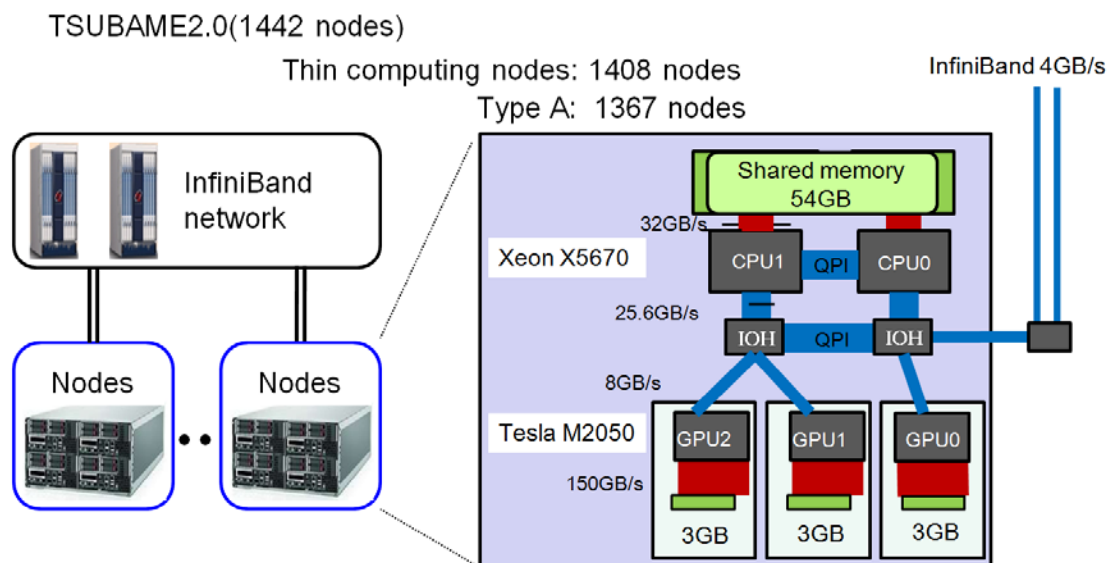 TSUBAME2.0(1442 nodes)
Thin computing nodes: 1408 nodes
Type A: 1367 nodes
InfiniBand 4GB/s
InfiniBand
network
Shared memory
54GB
32GB/s
Xeon X5670
CPU1
QPI
CPU0
25.6GB/s
IOH
QPI
IOH
Nodes
Nodes
8GB/s
Tesla M2050
GPU2
GPU1
GPU0
150GB/s
3GB
3GB
3GB